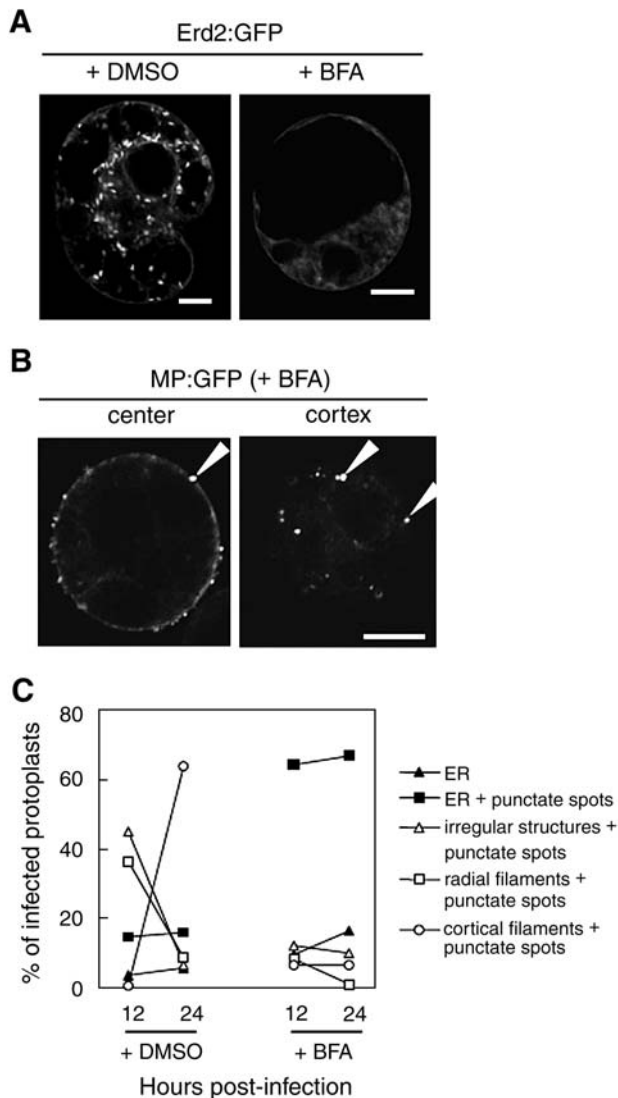 A
Erd2:GFP
+ DMSO + BFA
B
MP:GFP (+ BFA)
center cortex
C
% of infected protoplasts
80
60
40
20
0
12 24 12 24
+ DMSO + BFA
Hours post-infection
ER
ER + punctate spots
irregular structures +
punctate spots
radial filaments +
punctate spots
cortical filaments +
punctate spots